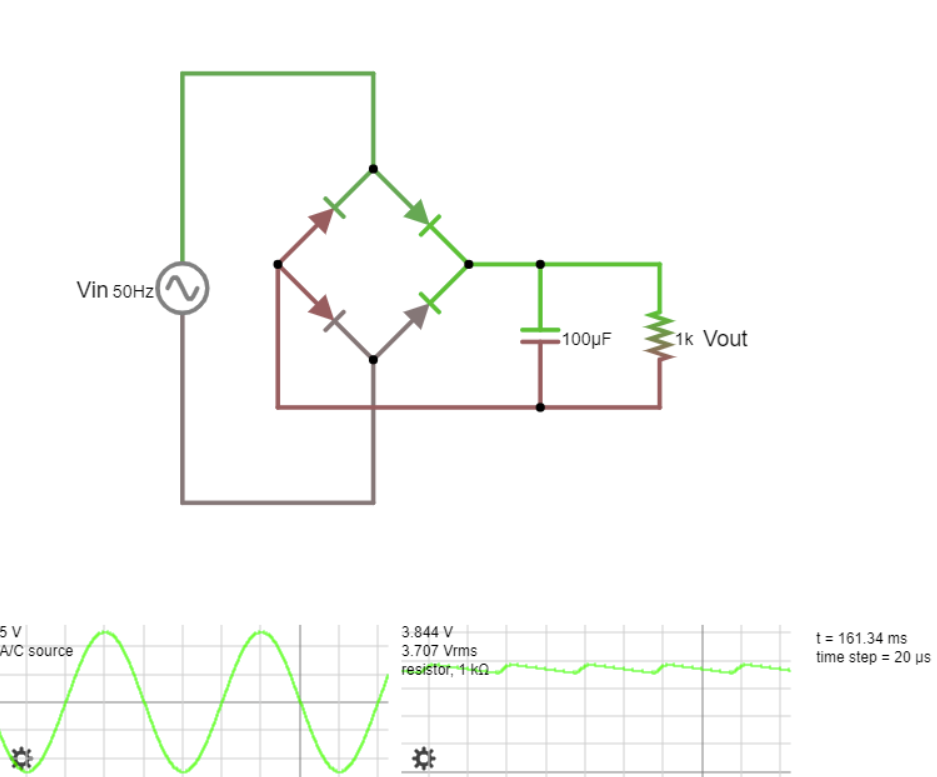 Vin 50Hz
100µF
1k Vout
5 V
A/C source
3.844 V
3.707 Vrms
resistor, 1 kΩ
t = 161.34 ms
time step = 20 µs